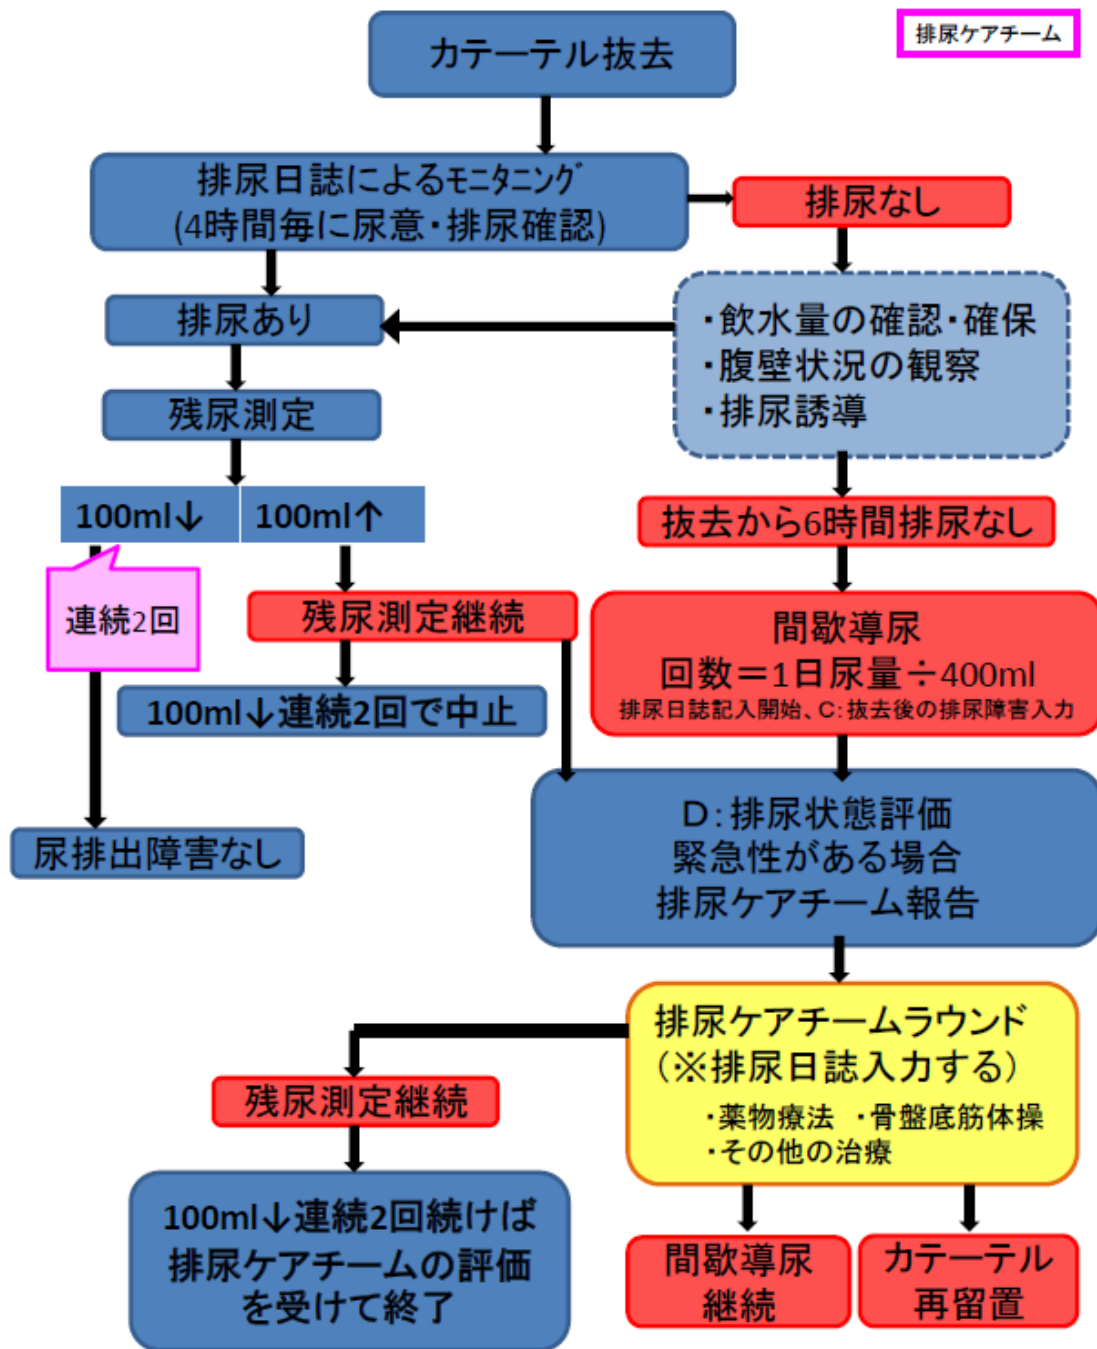 排尿ケアチーム
カテーテル抜去
排尿日誌によるモニタニング
(4時間毎に尿意・排尿確認)
排尿なし
排尿あり
・飲水量の確認・確保
・腹壁状況の観察
・排尿誘導
残尿測定
100ml↓
100ml↑
抜去から6時間排尿なし
連続2回
残尿測定継続
間歇導尿
回数＝1日尿量÷400ml
排尿日誌記入開始、C：抜去後の排尿障害入力
100ml↓連続2回で中止
尿排出障害なし
D：排尿状態評価
緊急性がある場合
排尿ケアチーム報告
排尿ケアチームラウンド
(※排尿日誌入力する)
・薬物療法 ・骨盤底筋体操
・その他の治療
残尿測定継続
100ml↓連続2回続けば
排尿ケアチームの評価
を受けて終了
間歇導尿
継続
カテーテル
再留置